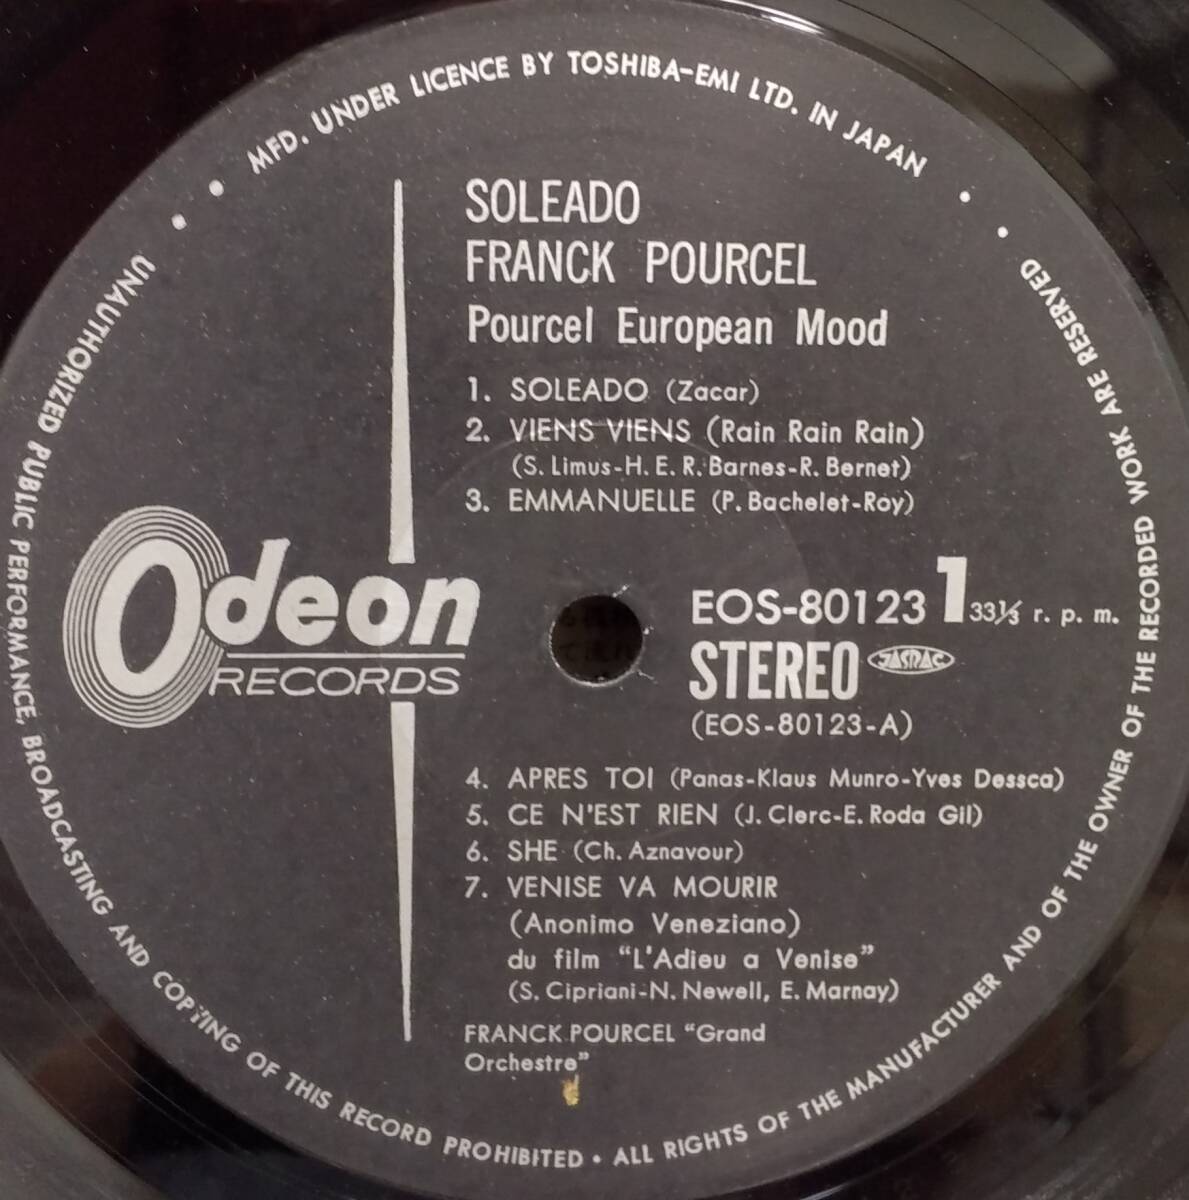 MFD. UNDER LICENCE BY TOSHIBA-EMI LTD. IN JAPAN
SOLEADO
FRANCK POURCEL
Pourcel European Mood
1. SOLEADO (Zacar)
2. VIENS VIENS (Rain Rain Rain)
(S. Limus-H. E. R. Barnes-R. Bernet)
3. EMMANUELLE (P. Bachelet-Roy)
Odeon
RECORDS
EOS-80123 1 33⅓ r. p. m.
STEREO JASRAC
(EOS-80123-A)
4. APRES TOI (Panas-Klaus Munro-Yves Dessca)
5. CE N'EST RIEN (J. Clerc-E. Roda Gil)
6. SHE (Ch. Aznavour)
7. VENISE VA MOURIR
(Anonimo Veneziano)
du film “L'Adieu a Venise”
(S. Cipriani-N. Newell, E. Marnay)
FRANCK POURCEL “Grand
Orchestre”
UNAUTHORIZED PUBLIC PERFORMANCE, BROADCASTING AND COPYING OF THIS RECORD PROHIBITED • ALL RIGHTS OF THE MANUFACTURER AND OF THE OWNER OF THE RECORDED WORK ARE RESERVED